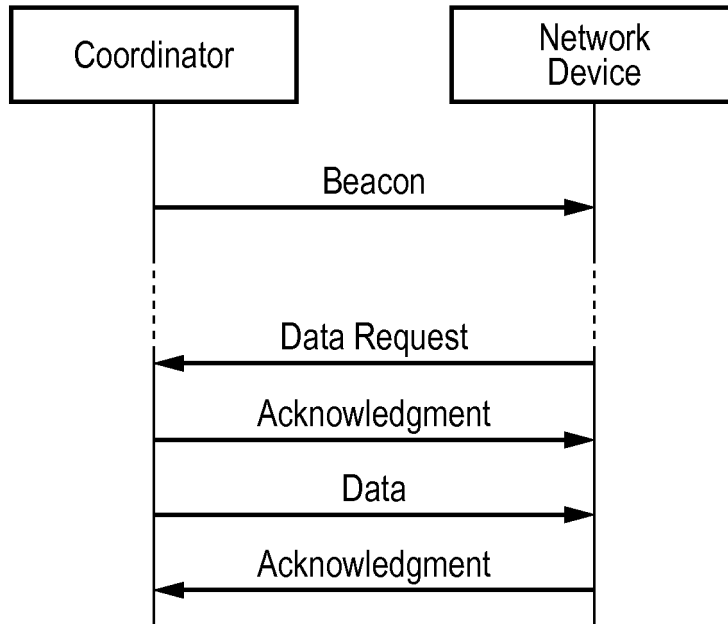 Coordinator
Network
Device
Beacon
Data Request
Acknowledgment
Data
Acknowledgment